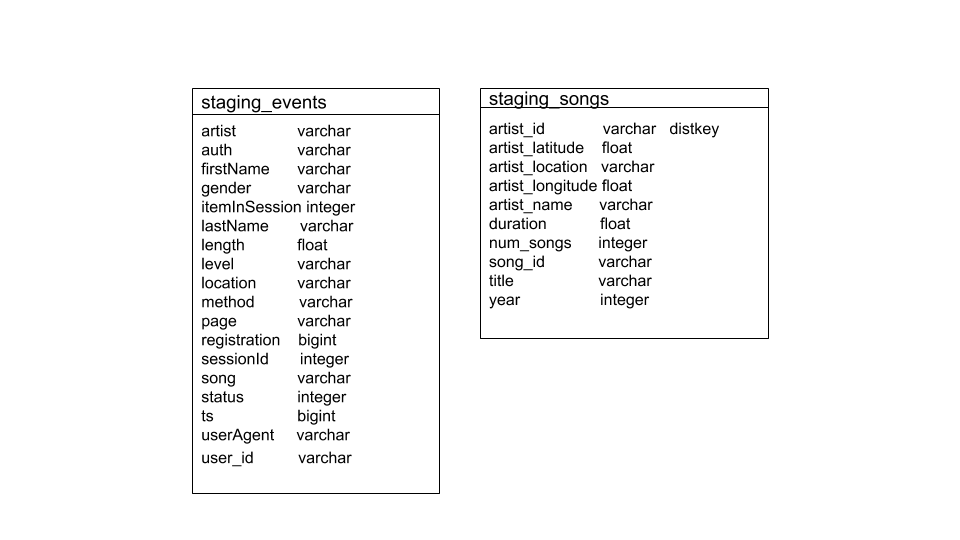 staging_events
artist varchar
auth varchar
firstName varchar
gender varchar
itemInSession integer
lastName varchar
length float
level varchar
location varchar
method varchar
page varchar
registration bigint
sessionId integer
song varchar
status integer
ts bigint
userAgent varchar
user_id varchar
staging_songs
artist_id varchar distkey
artist_latitude float
artist_location varchar
artist_longitude float
artist_name varchar
duration float
num_songs integer
song_id varchar
title varchar
year integer